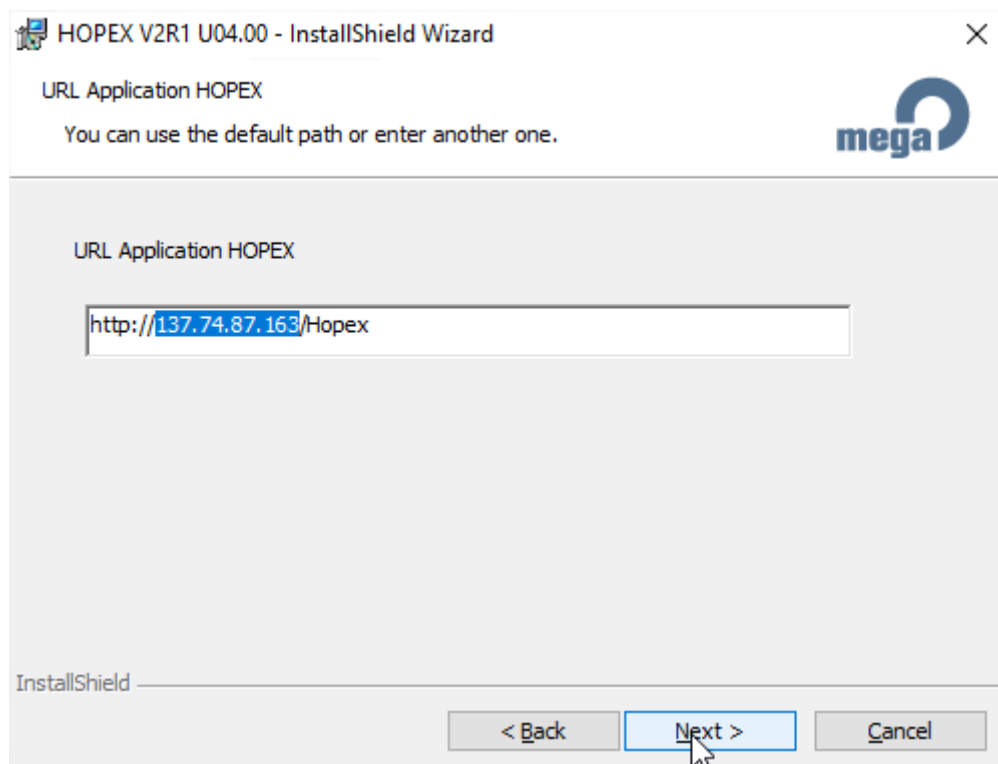 HOPEX V2R1 U04.00 - InstallShield Wizard
URL Application HOPEX
You can use the default path or enter another one.
mega
URL Application HOPEX
http://137.74.87.163/Hopex
InstallShield
< Back Next > Cancel